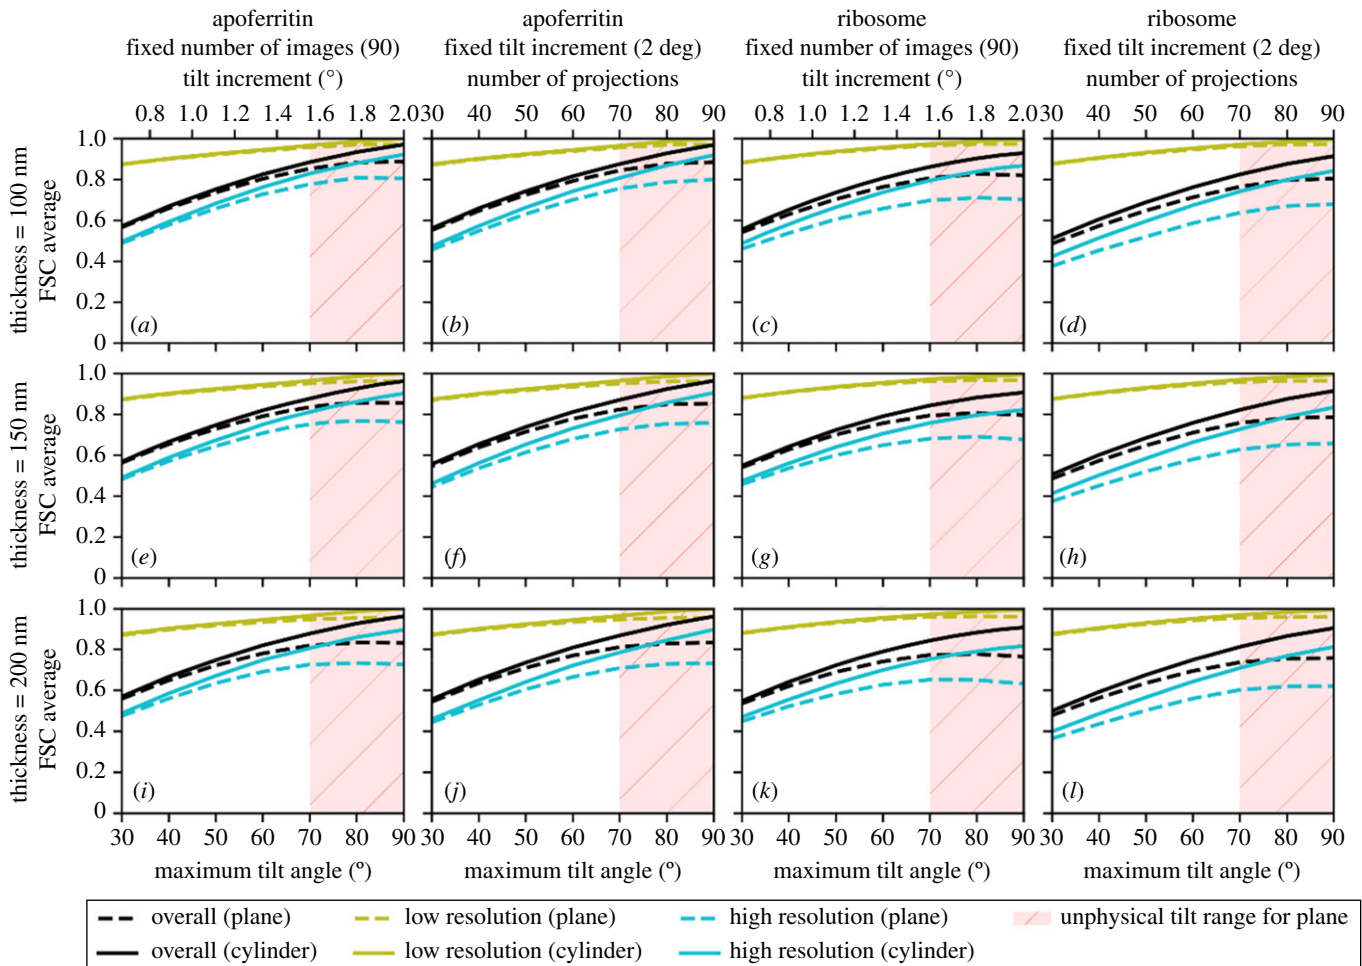 apoferritin
fixed number of images (90)
tilt increment (°)
apoferritin
fixed tilt increment (2 deg)
number of projections
ribosome
fixed number of images (90)
tilt increment (°)
ribosome
fixed tilt increment (2 deg)
number of projections
0.8 1.0 1.2 1.4 1.6 1.8 2.0
30 40 50 60 70 80 90
0.8 1.0 1.2 1.4 1.6 1.8 2.0
30 40 50 60 70 80 90
thickness = 100 nm
FSC average
1.0
0.8
0.6
0.4
0.2
0
(a) (b) (c) (d)
thickness = 150 nm
FSC average
1.0
0.8
0.6
0.4
0.2
0
(e) (f) (g) (h)
thickness = 200 nm
FSC average
1.0
0.8
0.6
0.4
0.2
0
(i) (j) (k) (l)
30 40 50 60 70 80 90
30 40 50 60 70 80 90
30 40 50 60 70 80 90
30 40 50 60 70 80 90
maximum tilt angle (º)
maximum tilt angle (º)
maximum tilt angle (º)
maximum tilt angle (º)
overall (plane)
low resolution (plane)
high resolution (plane)
unphysical tilt range for plane
overall (cylinder)
low resolution (cylinder)
high resolution (cylinder)